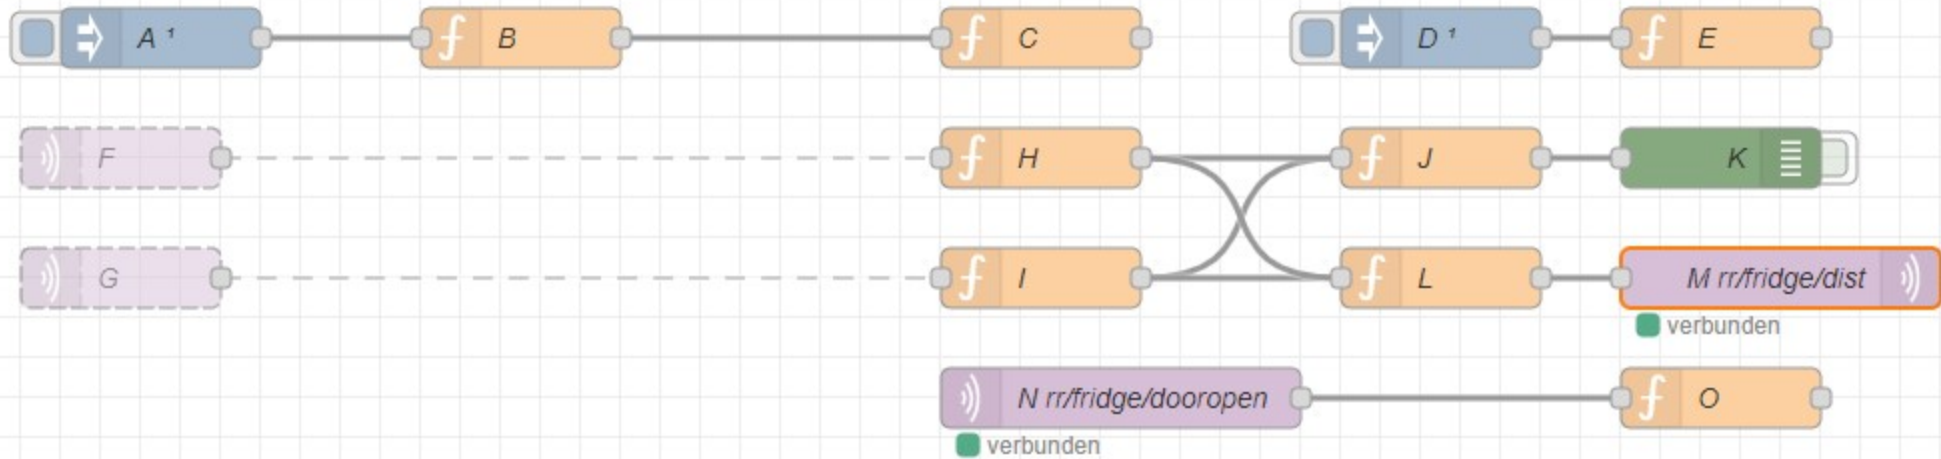 A ¹ B C D ¹ E
F H J K
G I L M rr/fridge/dist
verbunden
N rr/fridge/dooropen O
verbunden